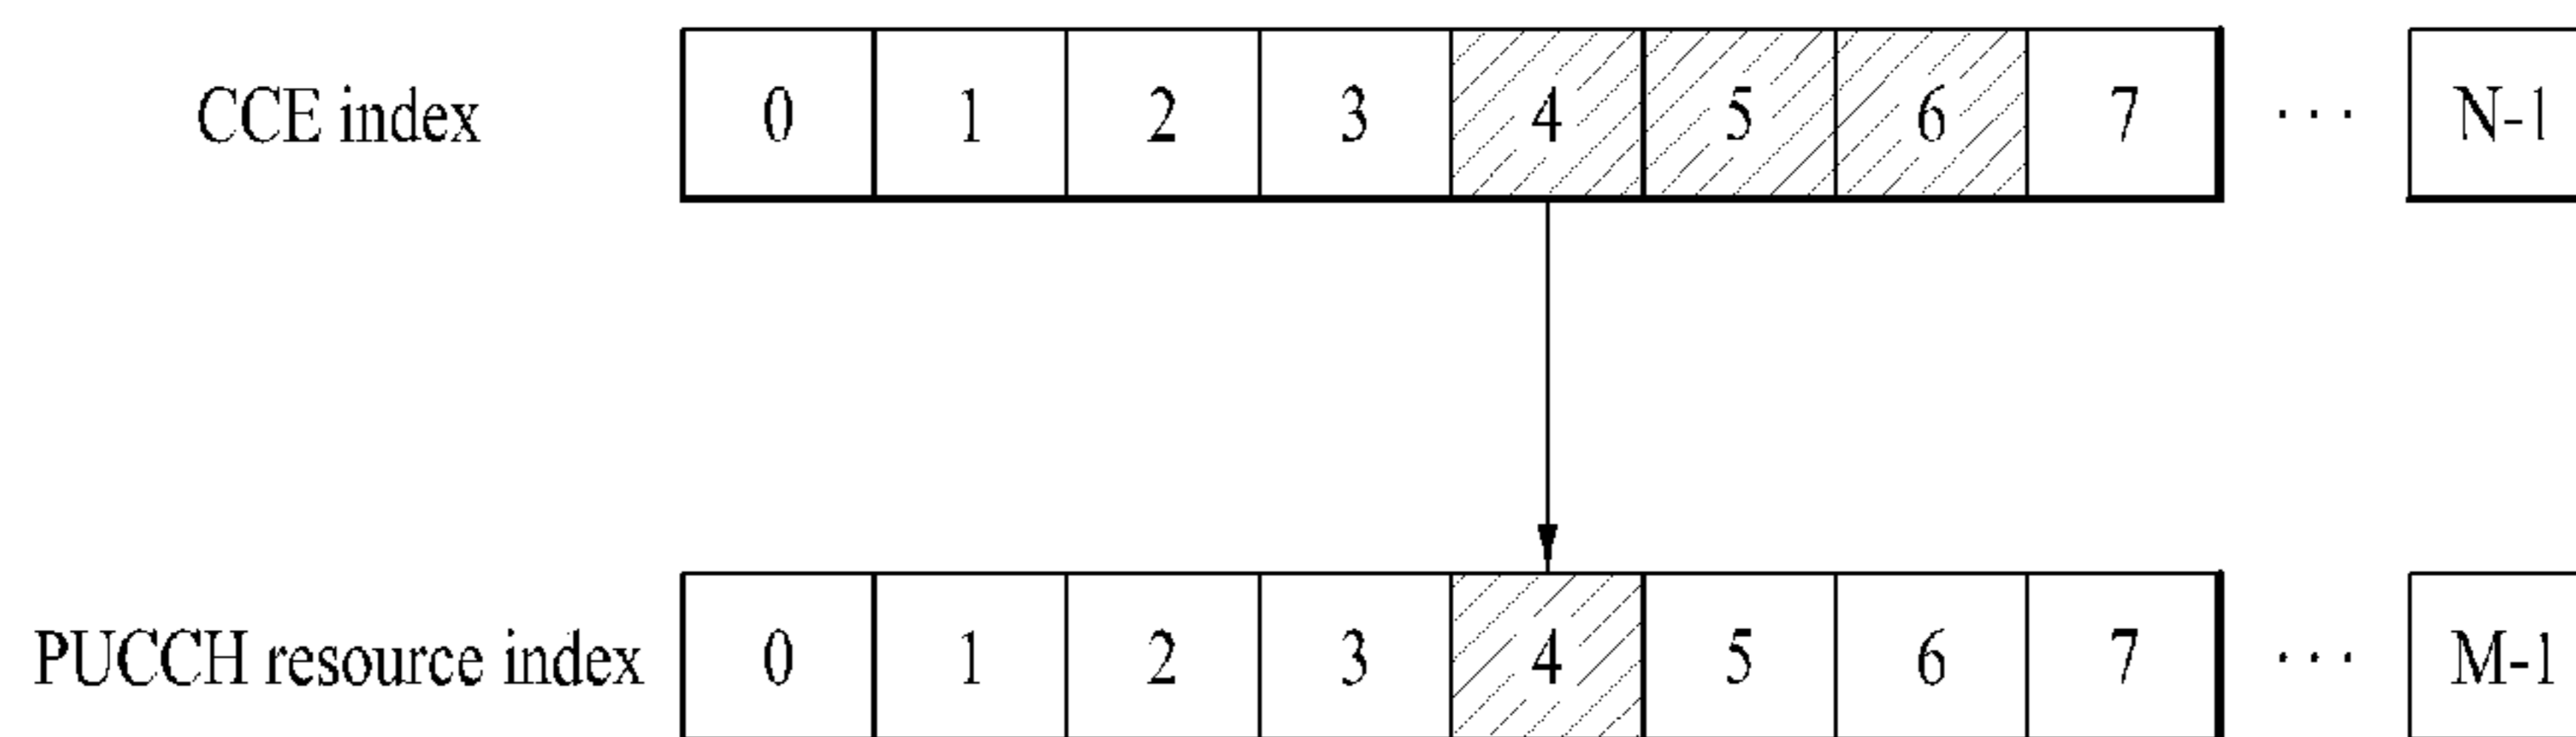 CCE index 0 1 2 3 4 5 6 7 ··· N-1
PUCCH resource index 0 1 2 3 4 5 6 7 ··· M-1